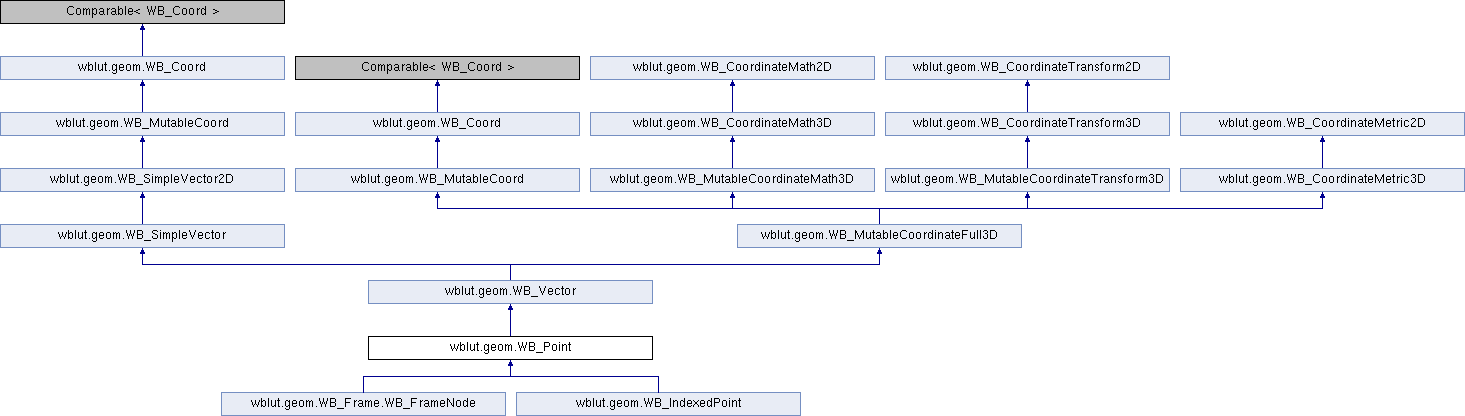 Comparable< WB_Coord >
wblut.geom.WB_Coord
Comparable< WB_Coord >
wblut.geom.WB_CoordinateMath2D
wblut.geom.WB_CoordinateTransform2D
wblut.geom.WB_MutableCoord
wblut.geom.WB_Coord
wblut.geom.WB_CoordinateMath3D
wblut.geom.WB_CoordinateTransform3D
wblut.geom.WB_CoordinateMetric2D
wblut.geom.WB_SimpleVector2D
wblut.geom.WB_MutableCoord
wblut.geom.WB_MutableCoordinateMath3D
wblut.geom.WB_MutableCoordinateTransform3D
wblut.geom.WB_CoordinateMetric3D
wblut.geom.WB_SimpleVector
wblut.geom.WB_MutableCoordinateFull3D
wblut.geom.WB_Vector
wblut.geom.WB_Point
wblut.geom.WB_Frame.WB_FrameNode
wblut.geom.WB_IndexedPoint